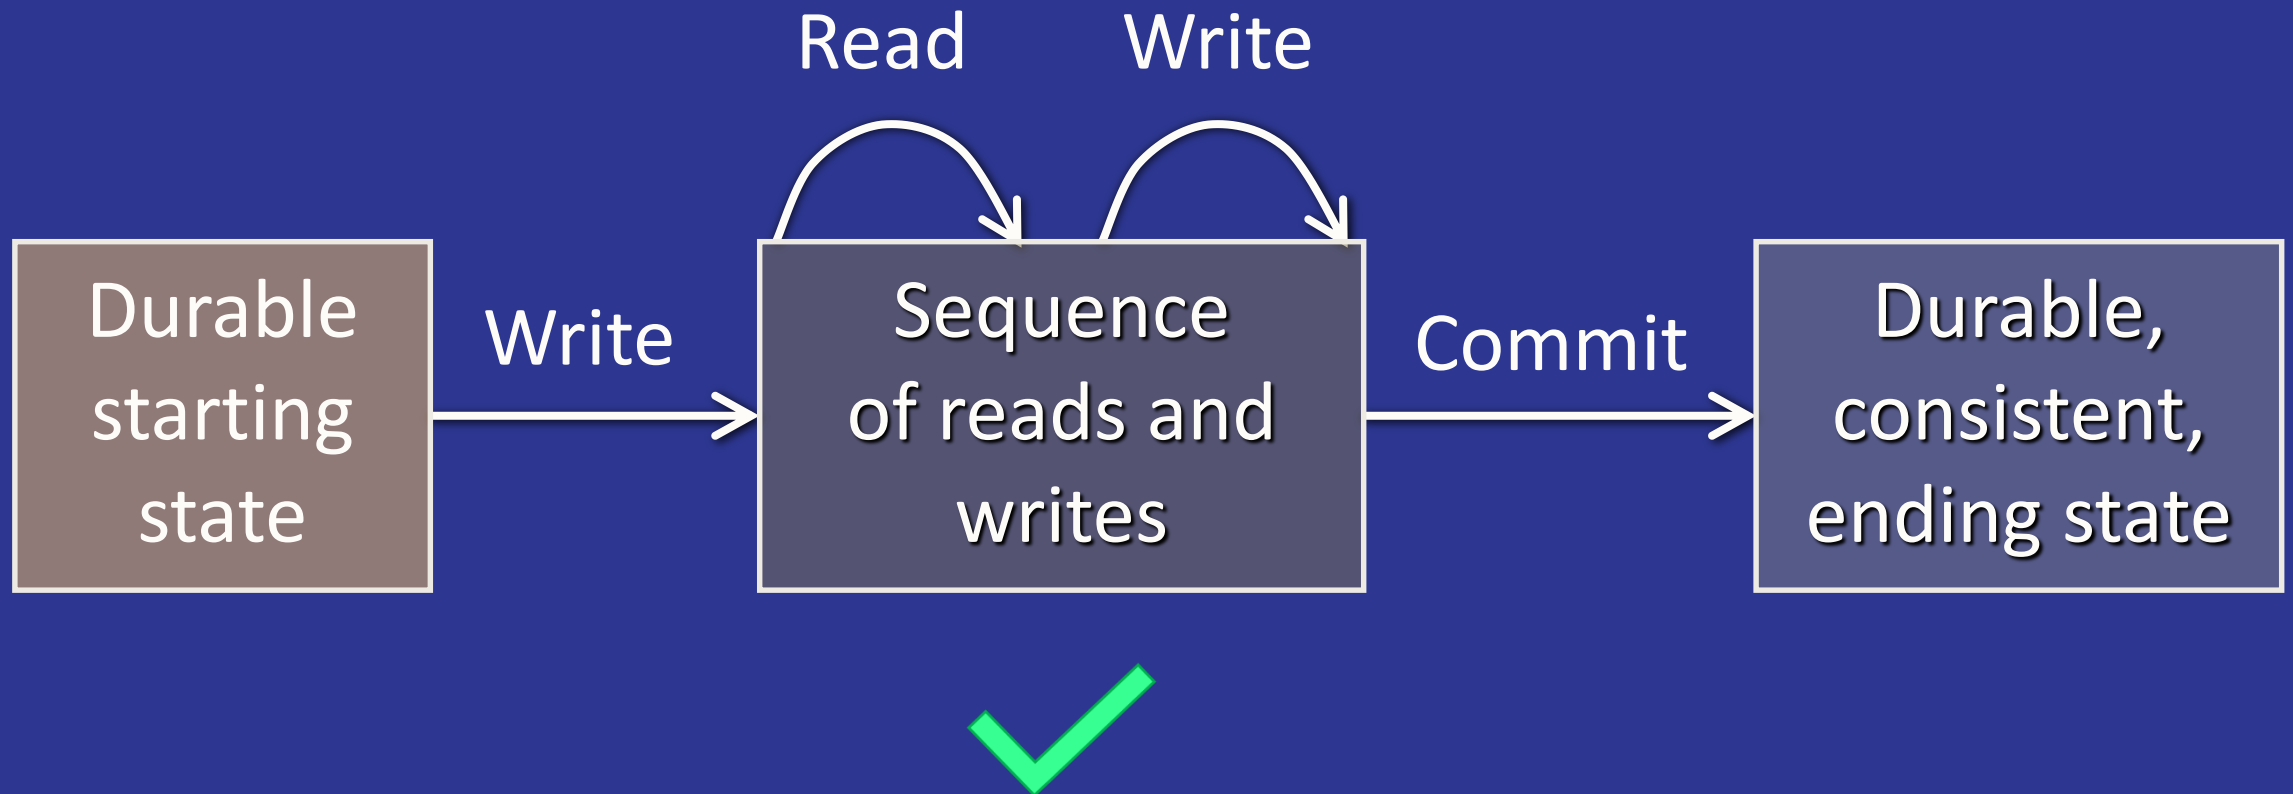 Read
Write
Durable
starting
state
Write
Sequence
of reads and
writes
Commit
Durable,
consistent,
ending state